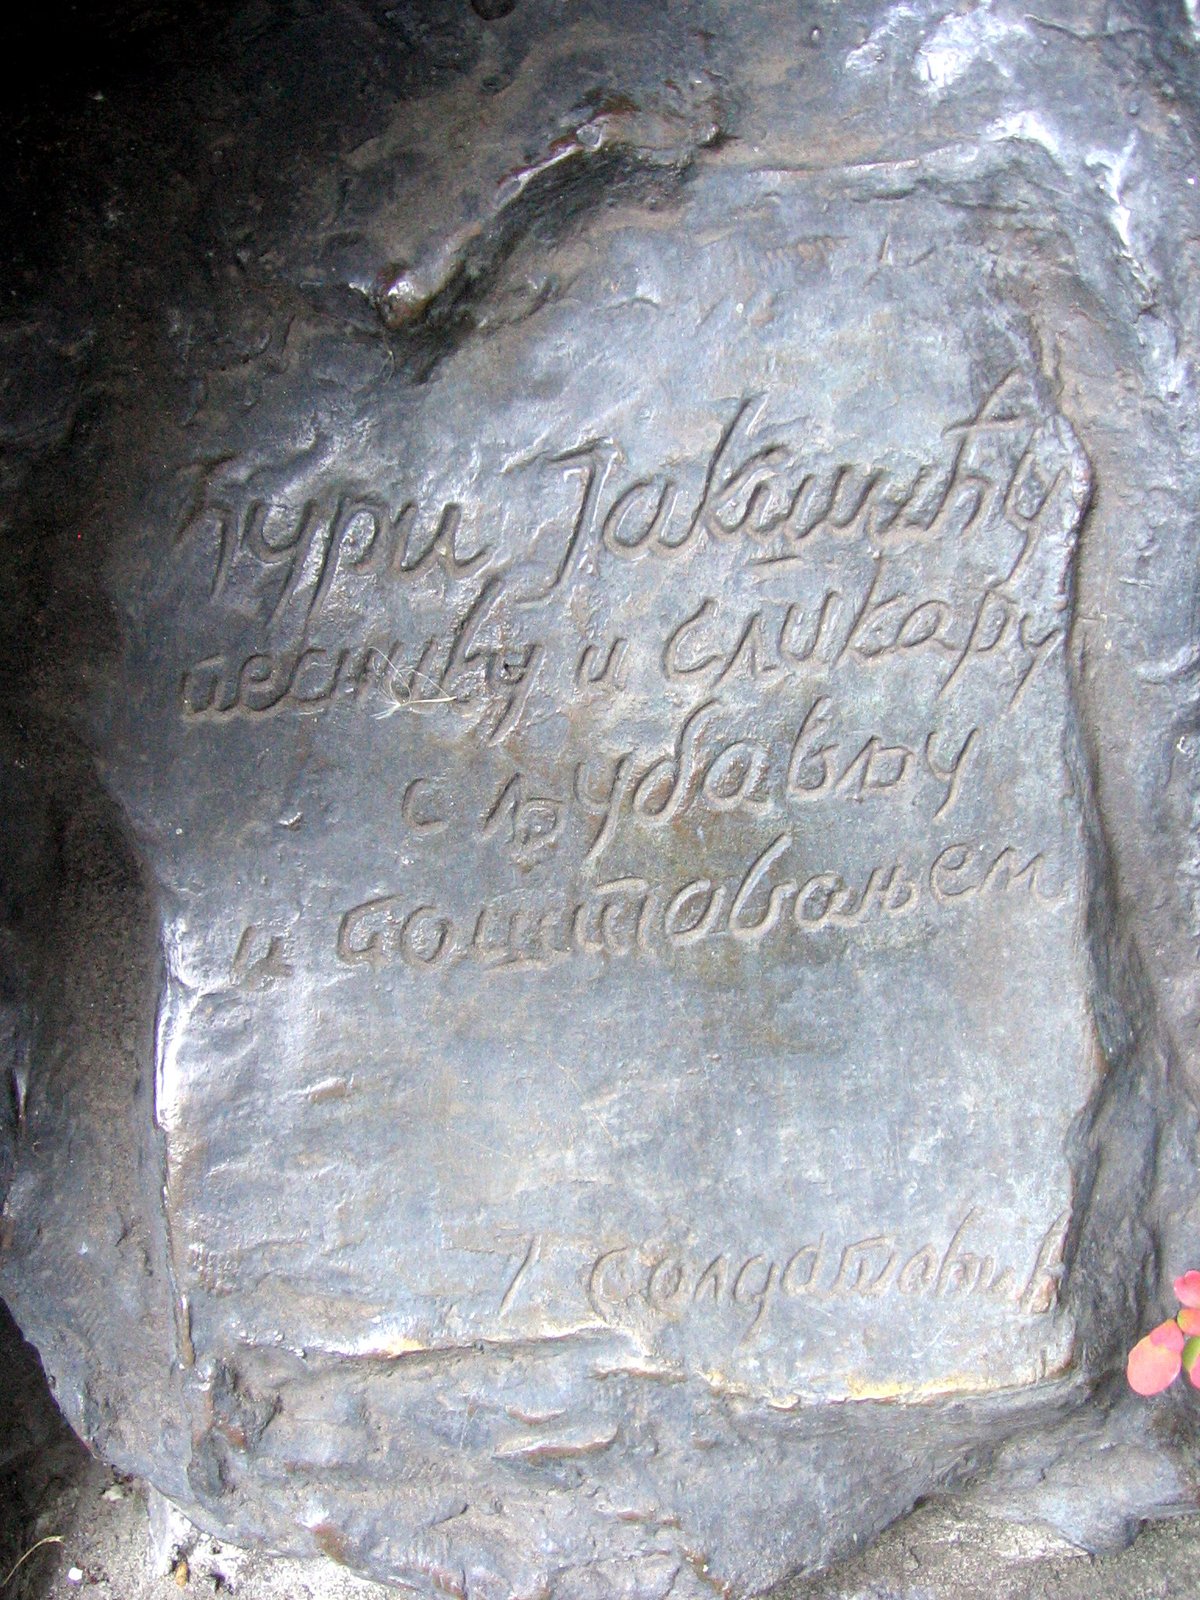 Ђури Јакшићу
песнику и сликару
с љубављу
и поштовањем
Т Солдатовић